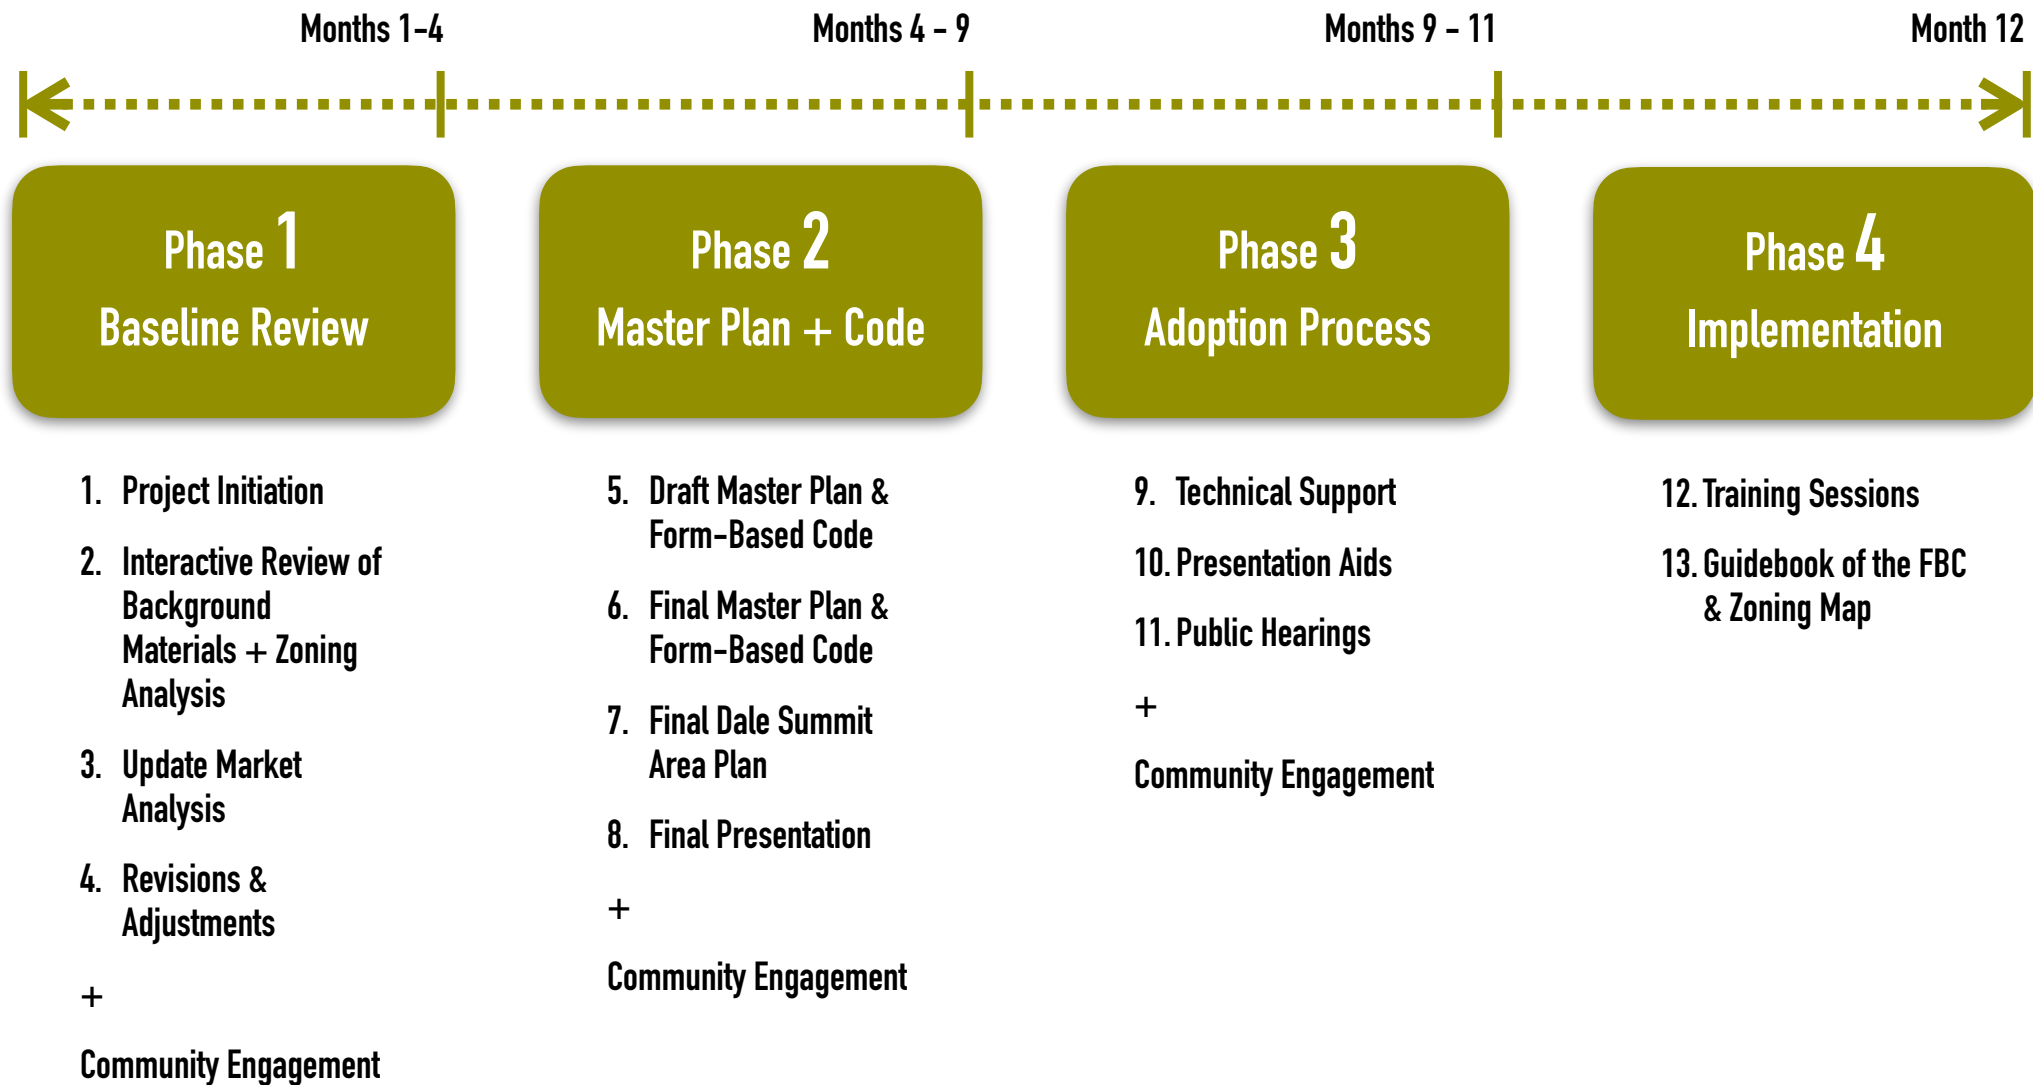 Months 1-4
Months 4 - 9
Months 9 - 11
Month 12
Phase 1
Baseline Review
Phase 2
Master Plan + Code
Phase 3
Adoption Process
Phase 4
Implementation
1. Project Initiation
2. Interactive Review of
Background
Materials + Zoning
Analysis
3. Update Market
Analysis
4. Revisions &
Adjustments
+
Community Engagement
5. Draft Master Plan &
Form-Based Code
6. Final Master Plan &
Form-Based Code
7. Final Dale Summit
Area Plan
8. Final Presentation
+
Community Engagement
9. Technical Support
10. Presentation Aids
11. Public Hearings
+
Community Engagement
12. Training Sessions
13. Guidebook of the FBC
& Zoning Map